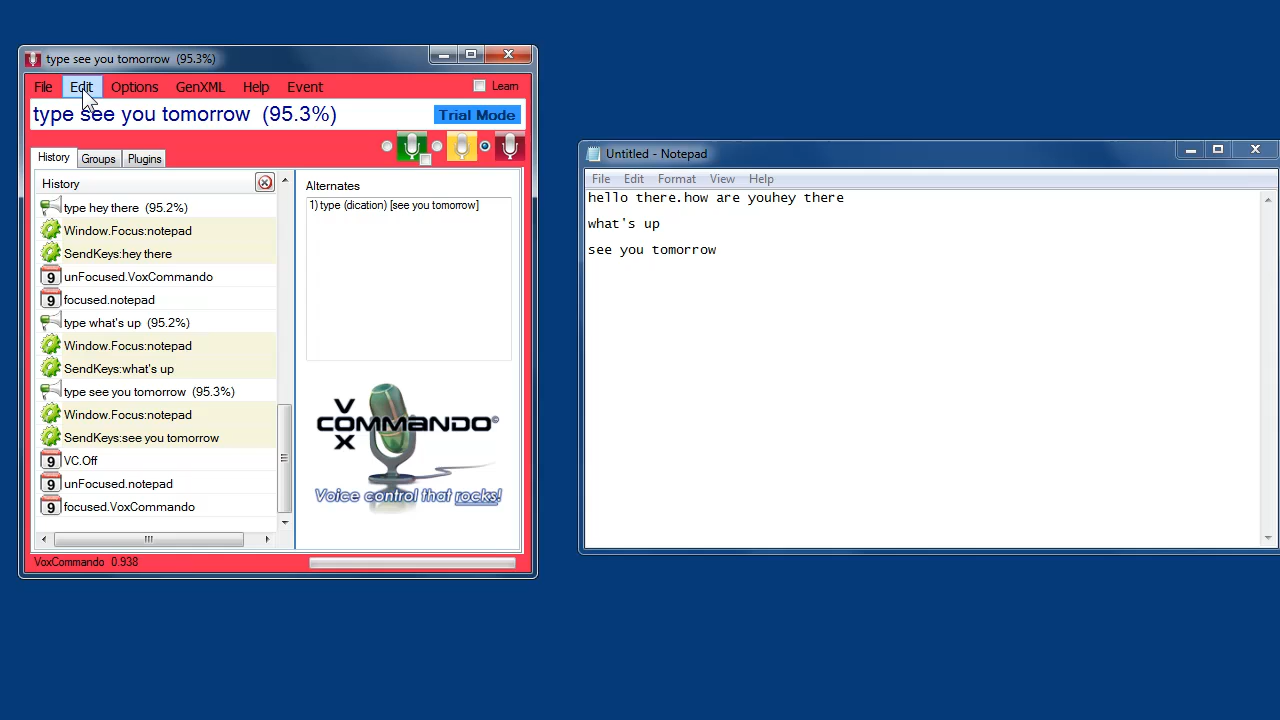 type see you tomorrow (95.3%)
File Edit Options GenXML Help Event Learn
type see you tomorrow (95.3%) Trial Mode
History Groups Plugins
History
type hey there (95.2%)
Window.Focus:notepad
SendKeys:hey there
9 unFocused.VoxCommando
9 focused.notepad
type what's up (95.2%)
Window.Focus:notepad
SendKeys:what's up
type see you tomorrow (95.3%)
Window.Focus:notepad
SendKeys:see you tomorrow
9 VC.Off
9 unFocused.notepad
9 focused.VoxCommando
Alternates
1) type (dication) [see you tomorrow]
VOX COMMANDO©
Voice control that rocks!
VoxCommando 0.938
Untitled - Notepad
File Edit Format View Help
hello there.how are youhey there
what's up
see you tomorrow